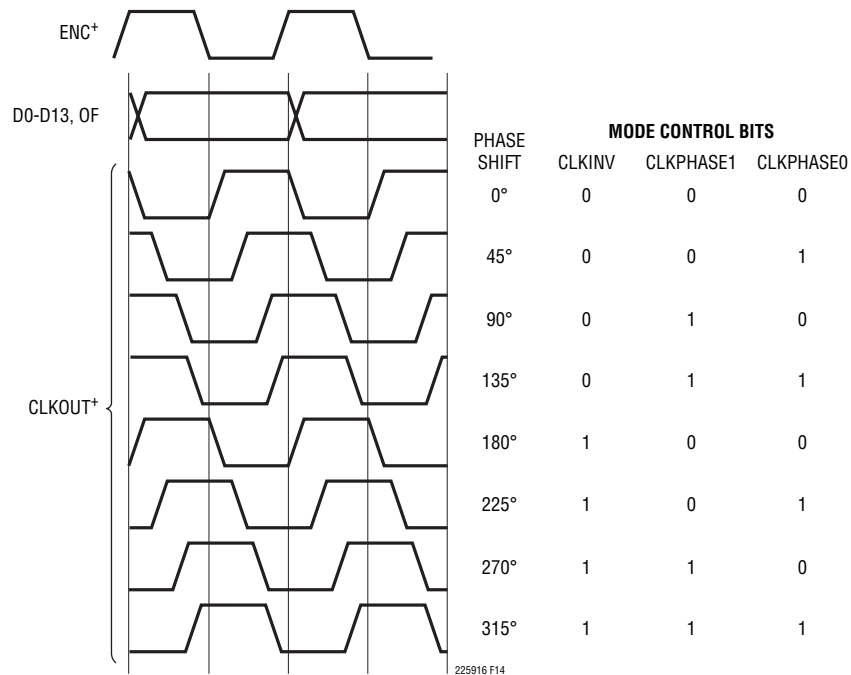 ENC+
D0-D13, OF
CLKOUT+
MODE CONTROL BITS
PHASE SHIFT CLKINV CLKPHASE1 CLKPHASE0
0° 0 0 0
45° 0 0 1
90° 0 1 0
135° 0 1 1
180° 1 0 0
225° 1 0 1
270° 1 1 0
315° 1 1 1
225916 F14